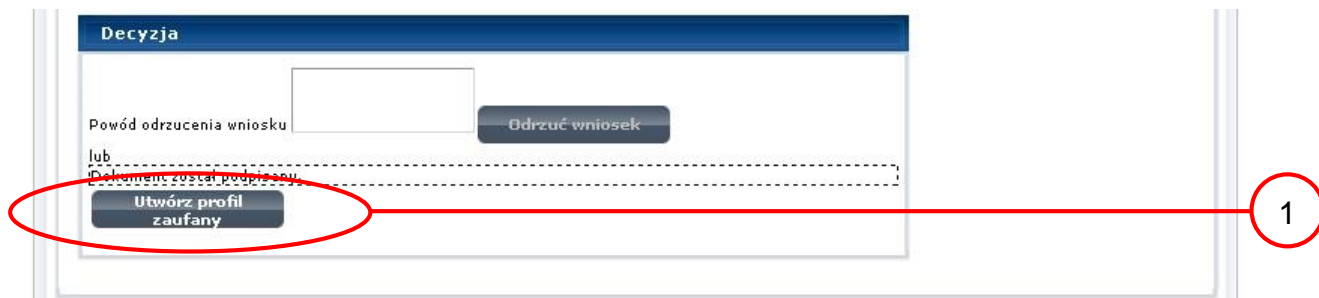 Decyzja
Powód odrzucenia wniosku
Odrzuć wniosek
lub
Dokument został podpisany.
Utwórz profil
zaufany
1